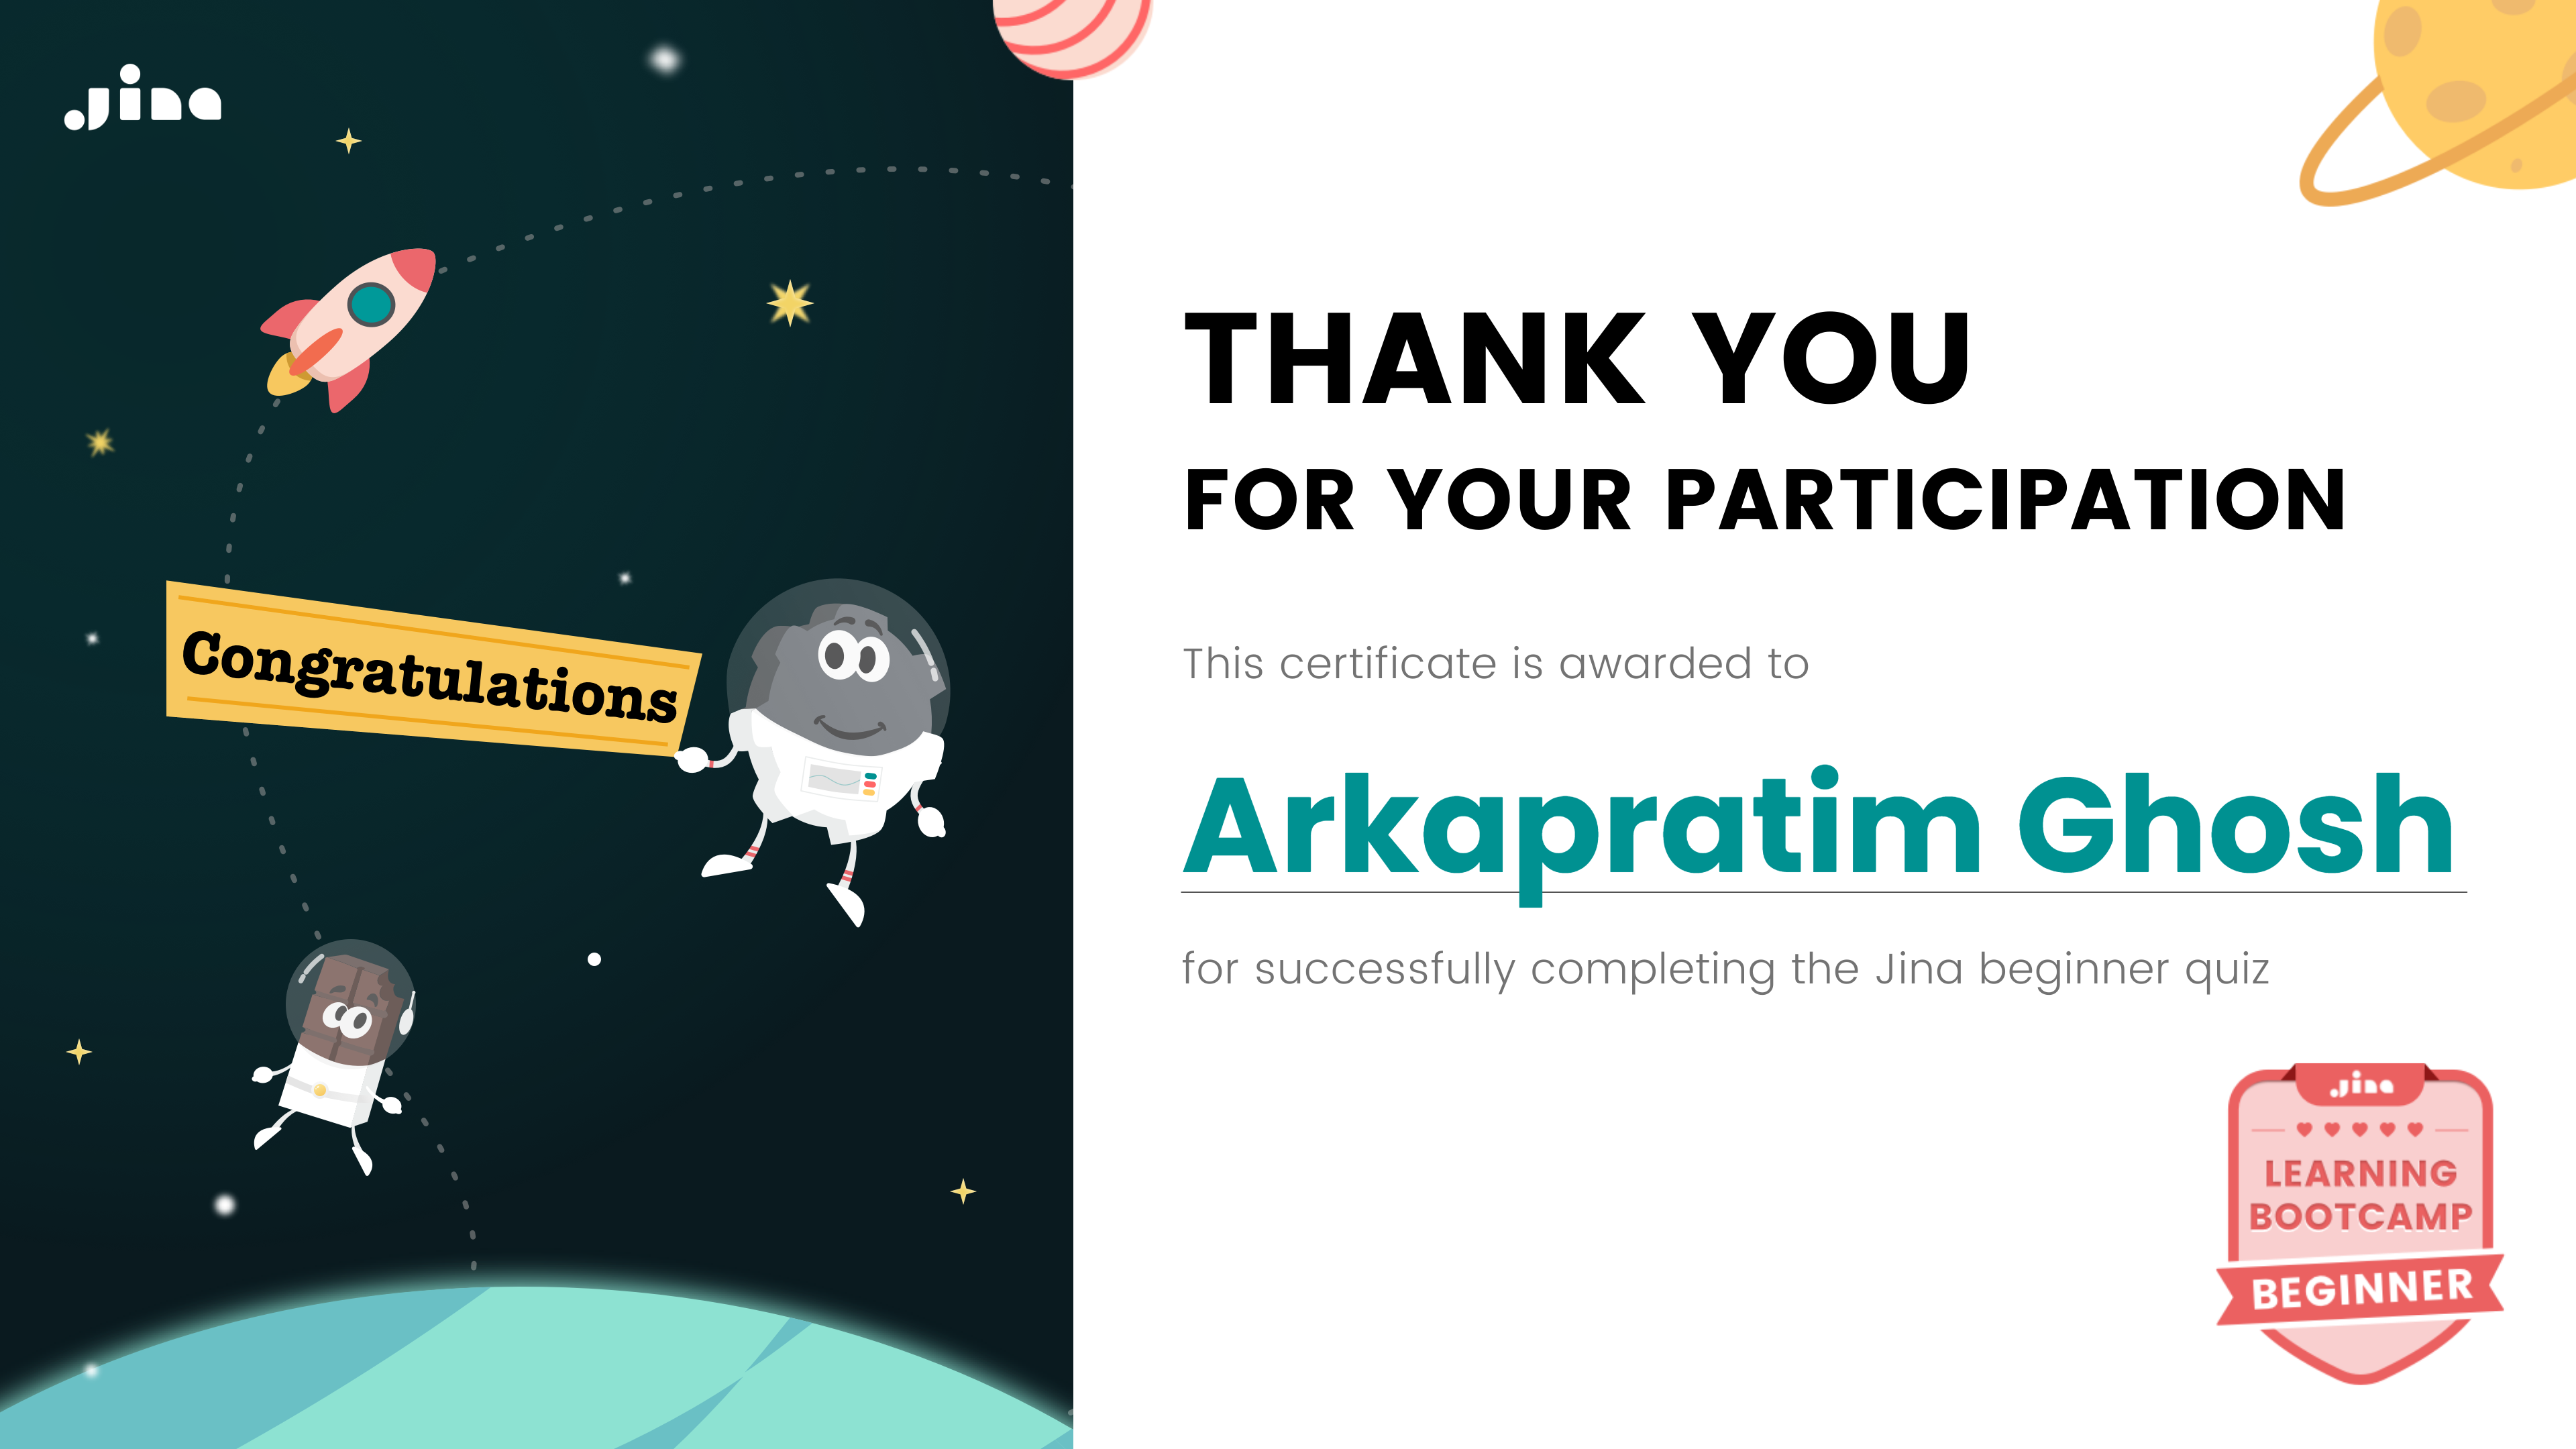 Jina
Congratulations
THANK YOU
FOR YOUR PARTICIPATION
This certificate is awarded to
Arkapratim Ghosh
for successfully completing the Jina beginner quiz
Jina
LEARNING
BOOTCAMP
BEGINNER